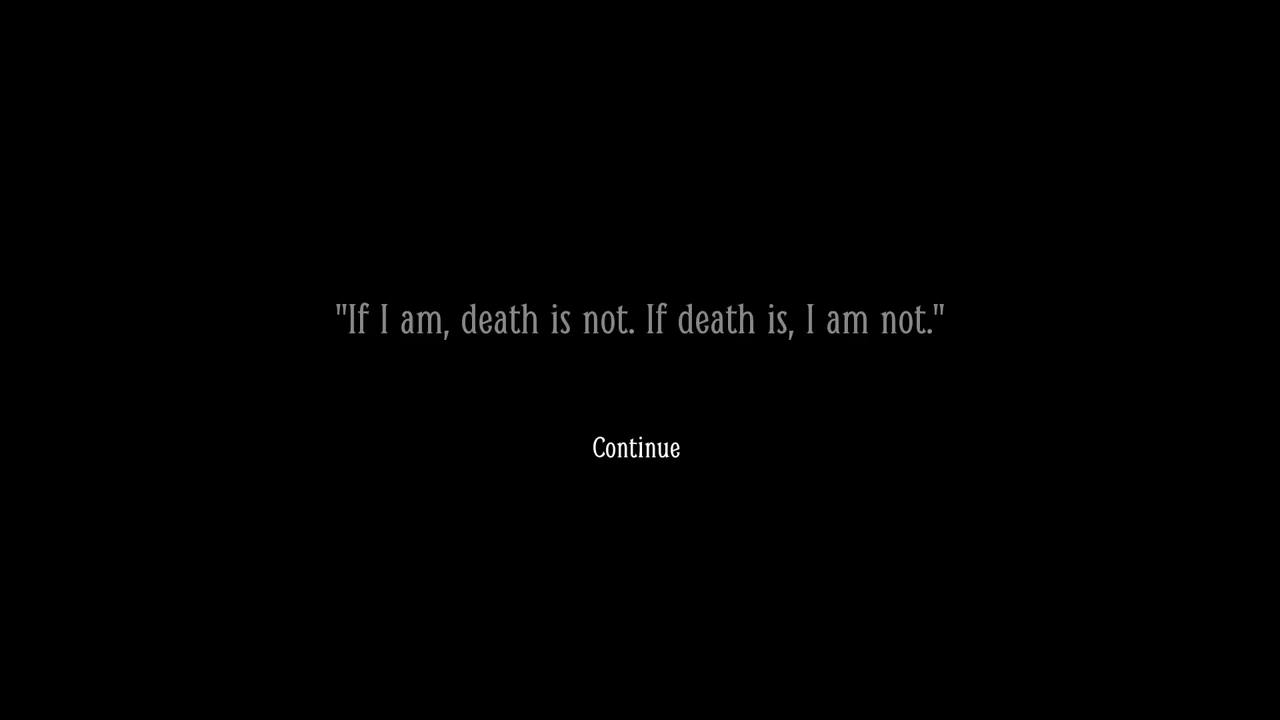 "If I am, death is not. If death is, I am not."
Continue